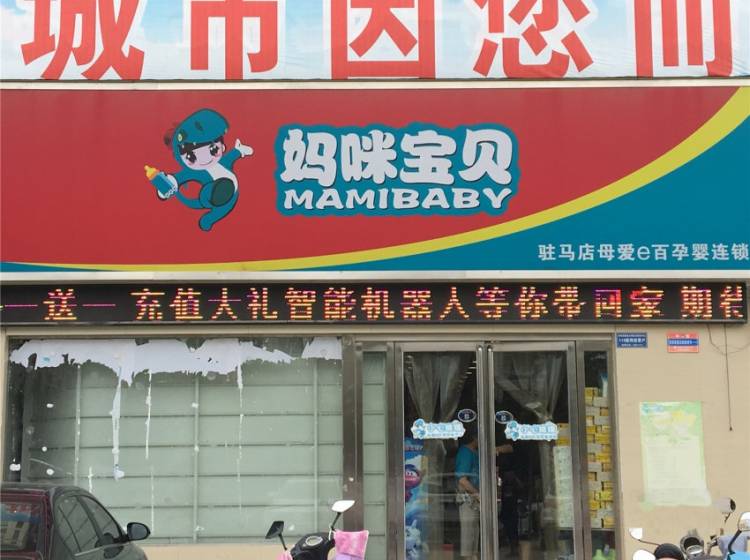 城市因您而
妈咪宝贝
MAMIBABY
驻马店母爱e百孕婴连锁
一送一 充值大礼智能机器人等你带回家 期待